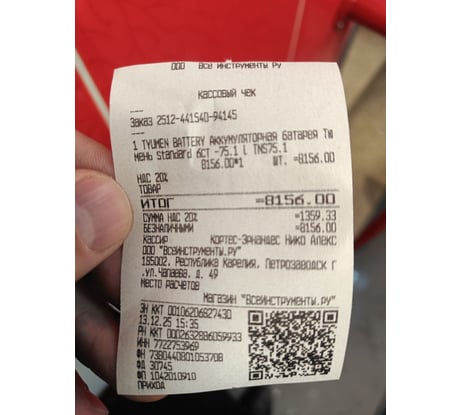 ООО "Все инструменты РУ
кассовый чек
---
Заказ 2512-441540-94145
---
1 TYUMEN BATTERY Аккумуляторная батарея Тю
мень standard 6СТ -75.1 L TNS75.1
8156.00*1 ШТ. =8156.00
НДС 20%
ТОВАР
ИТОГ =8156.00
СУММА НДС 20% =1359.33
БЕЗНАЛИЧНЫМИ =8156.00
Кассир Кортес-Эрнандес Нико Алекс
ООО "Всеинструменты.ру"
185002, Республика Карелия, Петрозаводск г
,ул.Чапаева, д. 49
Место расчетов
Магазин "Всеинструменты.ру"
ЗН ККТ 00106206827430
13.12.25 15:35
РН ККТ 0002632886059933
ИНН 7722753969
ФН 7380440801053708
ФД 30745
ФП 1042010910
ПРИХОД